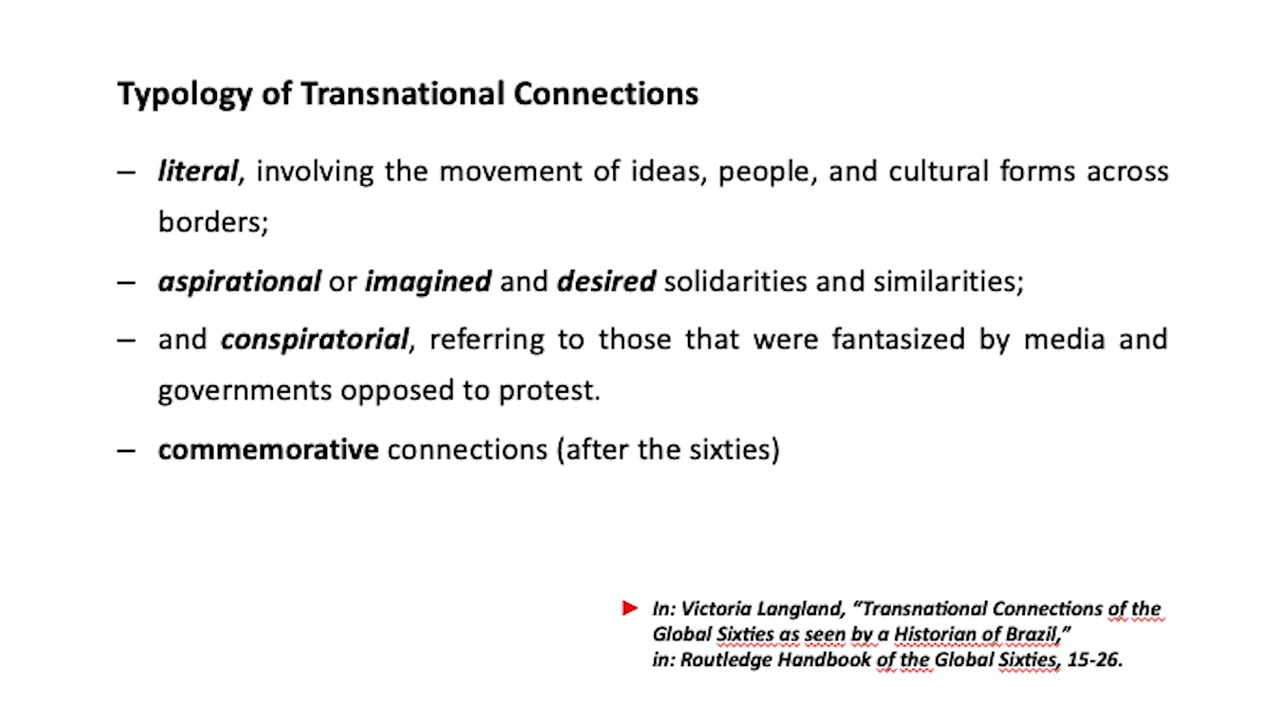 Typology of Transnational Connections
– literal, involving the movement of ideas, people, and cultural forms across
borders;
– aspirational or imagined and desired solidarities and similarities;
– and conspiratorial, referring to those that were fantasized by media and
governments opposed to protest.
– commemorative connections (after the sixties)
► In: Victoria Langland, “Transnational Connections of the
Global Sixties as seen by a Historian of Brazil,”
in: Routledge Handbook of the Global Sixties, 15-26.